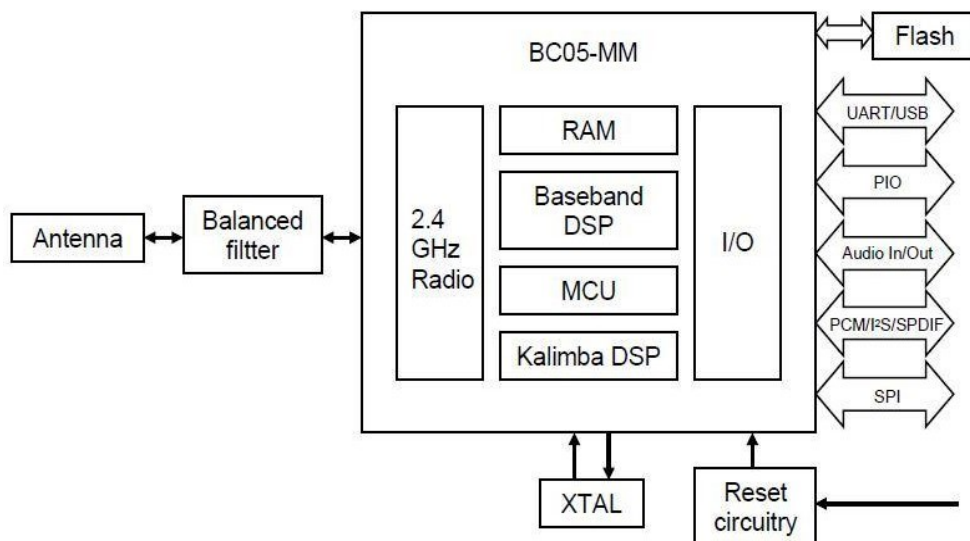 BC05-MM
Flash
RAM
Baseband
DSP
MCU
Kalimba DSP
2.4
GHz
Radio
I/O
Antenna
Balanced
filtter
UART/USB
PIO
Audio In/Out
PCM/I²S/SPDIF
SPI
XTAL
Reset
circuitry